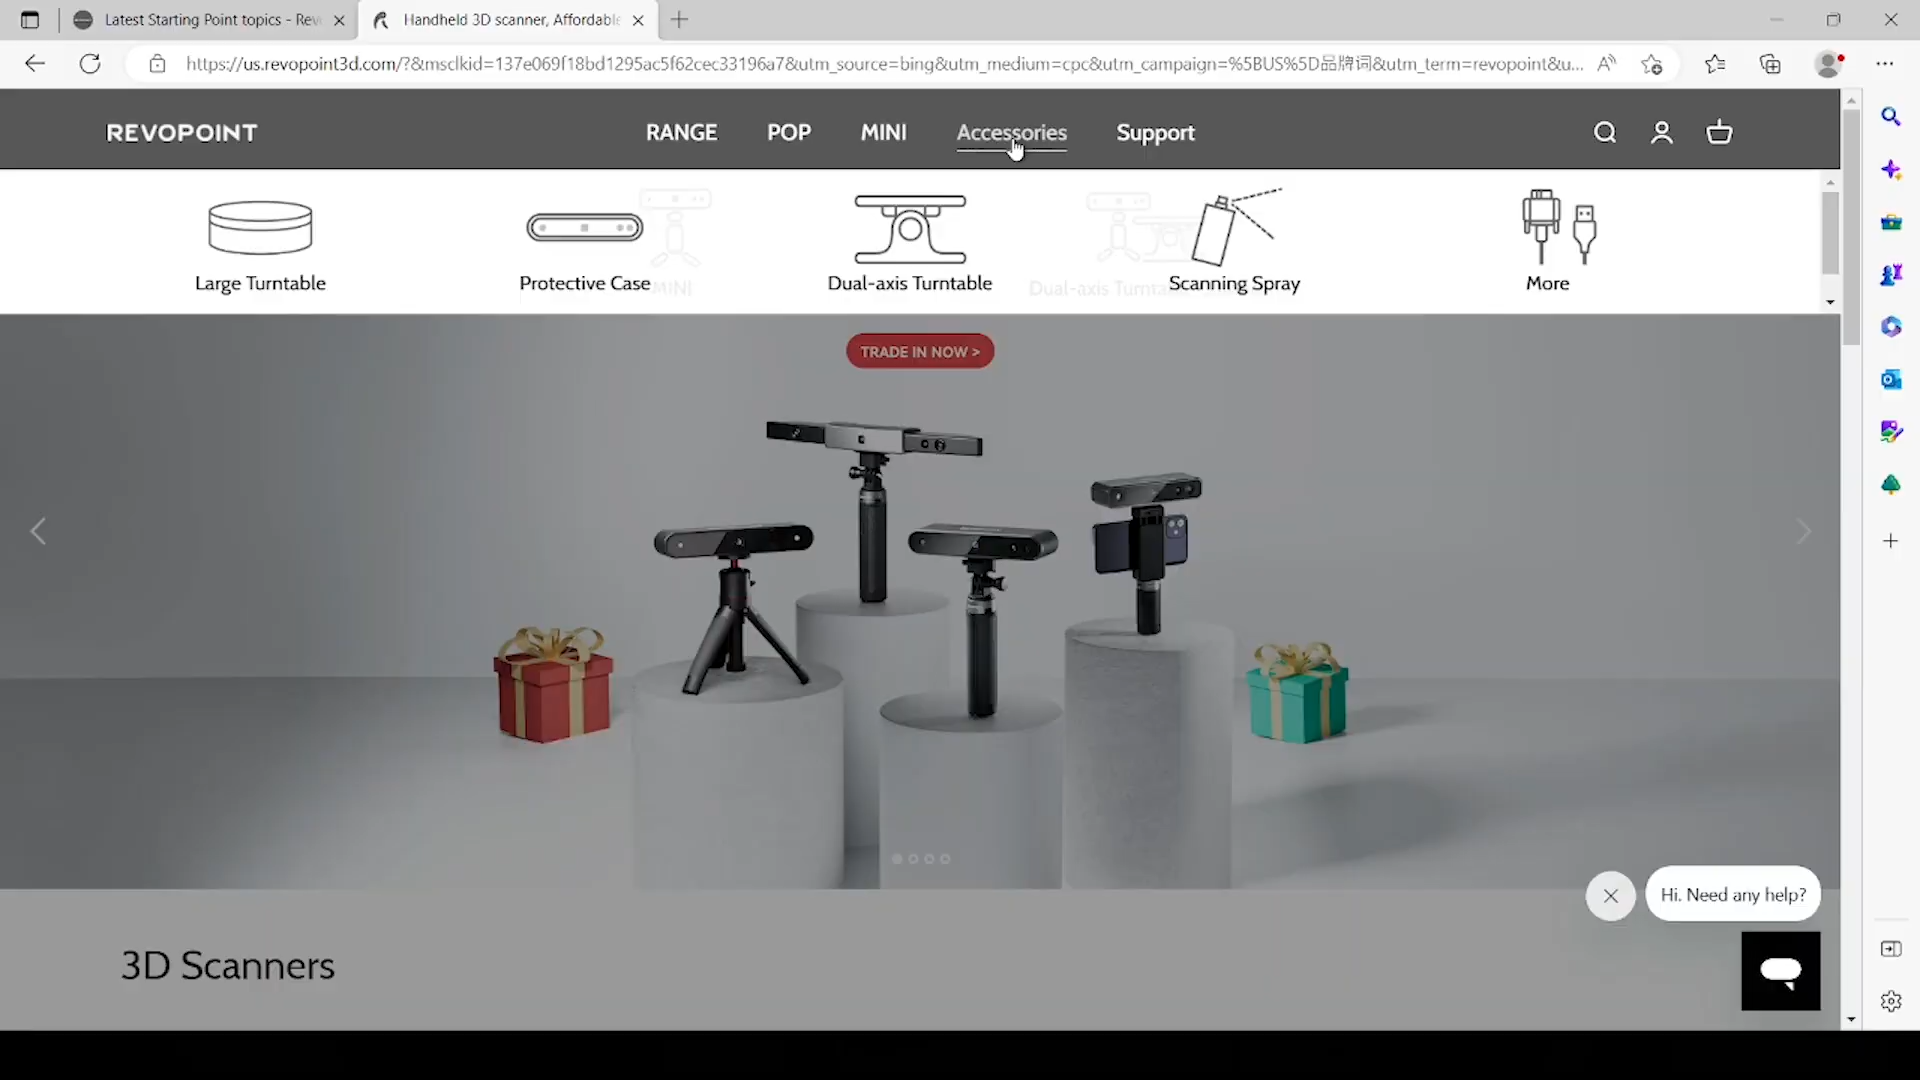 Latest Starting Point topics - Rev
Handheld 3D scanner, Affordable
https://us.revopoint3d.com/?&msclkid=137e069f18bd1295ac5f62cec33196a7&utm_source=bing&utm_medium=cpc&utm_campaign=%5BUS%5D品牌词&utm_term=revopoint&u...
REVOPOINT
RANGE
POP
MINI
Accessories
Support
Large Turntable
Protective Case
MINI
Dual-axis Turntable
Dual-axis Turnta
Scanning Spray
More
TRADE IN NOW >
Hi. Need any help?
3D Scanners